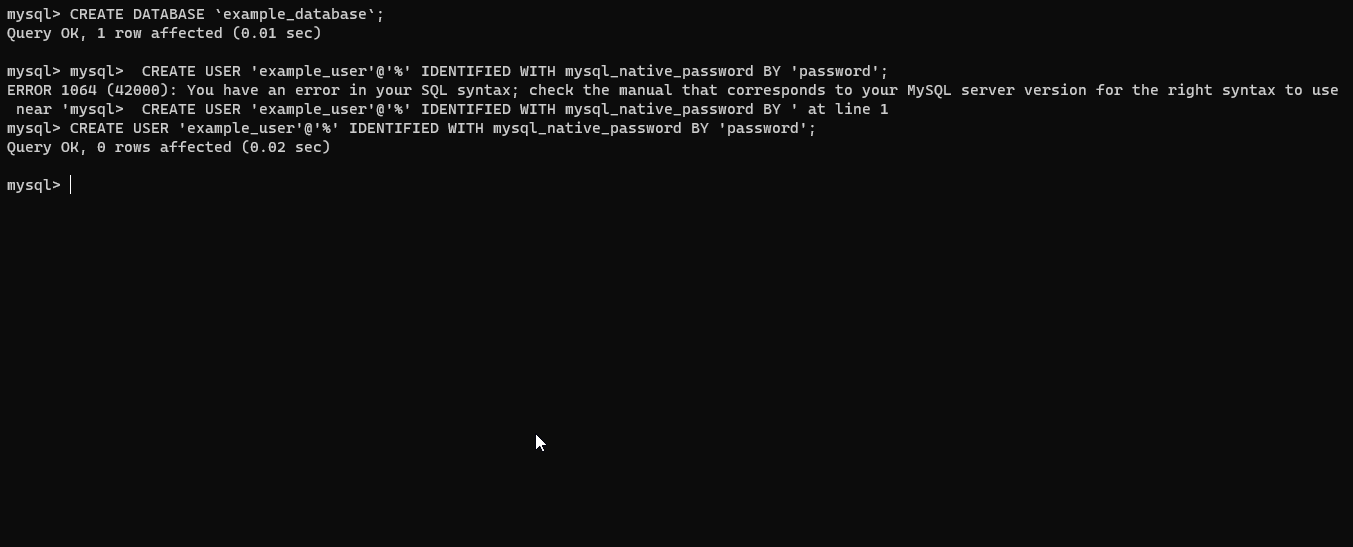 mysql> CREATE DATABASE `example_database`;
Query OK, 1 row affected (0.01 sec)
mysql> mysql>  CREATE USER 'example_user'@'%' IDENTIFIED WITH mysql_native_password BY 'password';
ERROR 1064 (42000): You have an error in your SQL syntax; check the manual that corresponds to your MySQL server version for the right syntax to use
 near 'mysql>  CREATE USER 'example_user'@'%' IDENTIFIED WITH mysql_native_password BY ' at line 1
mysql> CREATE USER 'example_user'@'%' IDENTIFIED WITH mysql_native_password BY 'password';
Query OK, 0 rows affected (0.02 sec)
mysql>